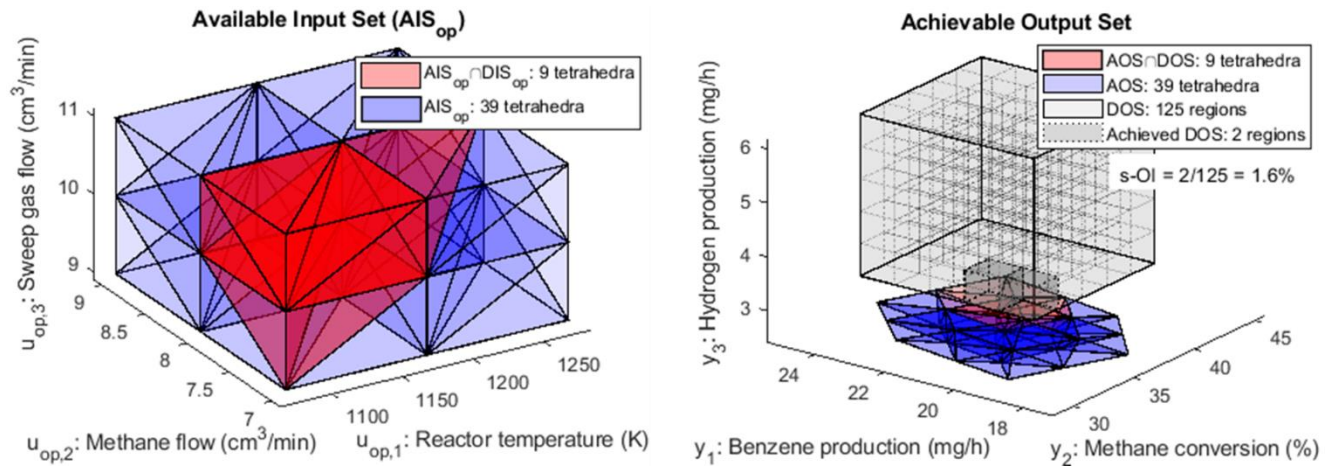 Available Input Set (AIS_op)
AIS_op∩DIS_op: 9 tetrahedra
AIS_op: 39 tetrahedra
u_op,3: Sweep gas flow (cm³/min)
11
10
9
9
8.5
8
7.5
7
1100
1150
1200
1250
u_op,2: Methane flow (cm³/min)
u_op,1: Reactor temperature (K)
Achievable Output Set
AOS∩DOS: 9 tetrahedra
AOS: 39 tetrahedra
DOS: 125 regions
Achieved DOS: 2 regions
s-OI = 2/125 = 1.6%
y_3: Hydrogen production (mg/h)
6
5
4
3
24
22
20
18
30
35
40
45
y_1: Benzene production (mg/h)
y_2: Methane conversion (%)